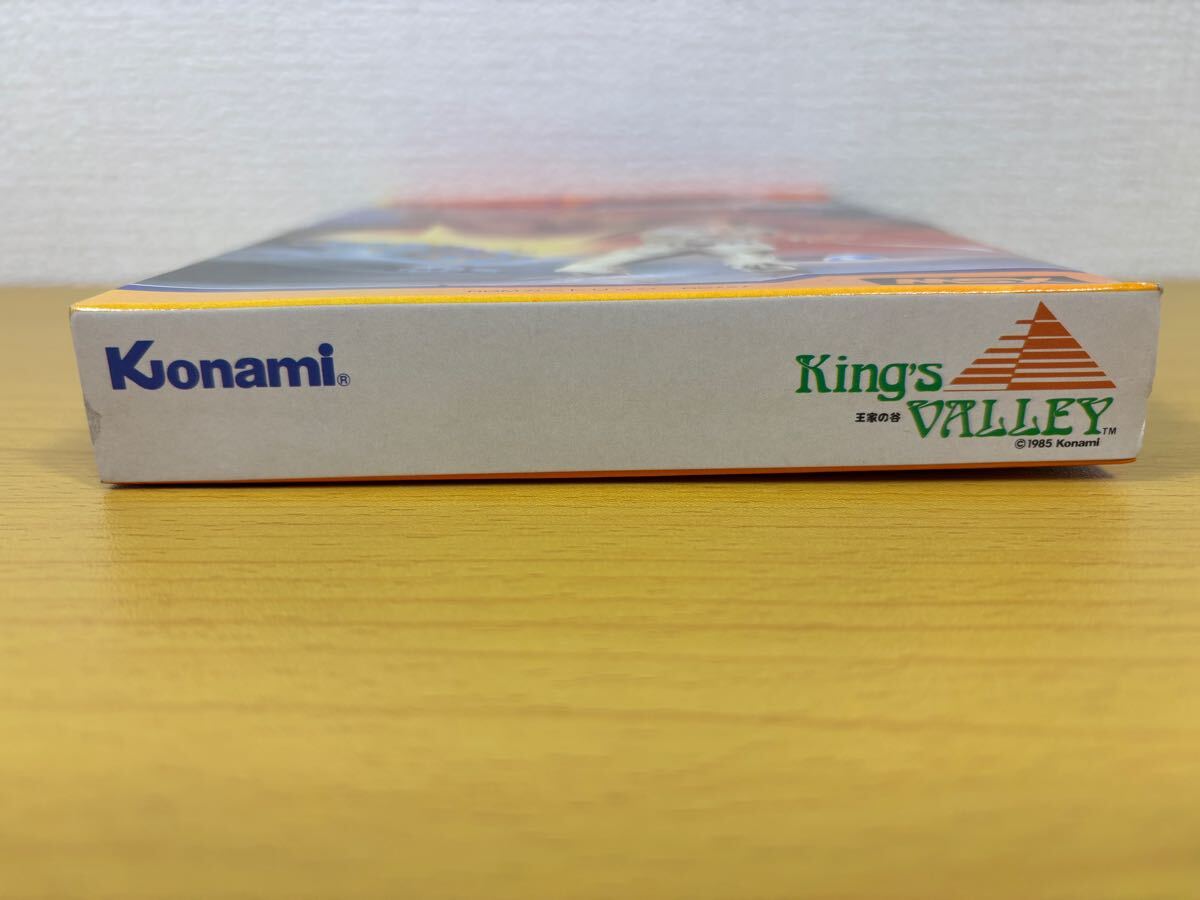 Konami®
King's
王家の谷 VALLEY™
©1985 Konami